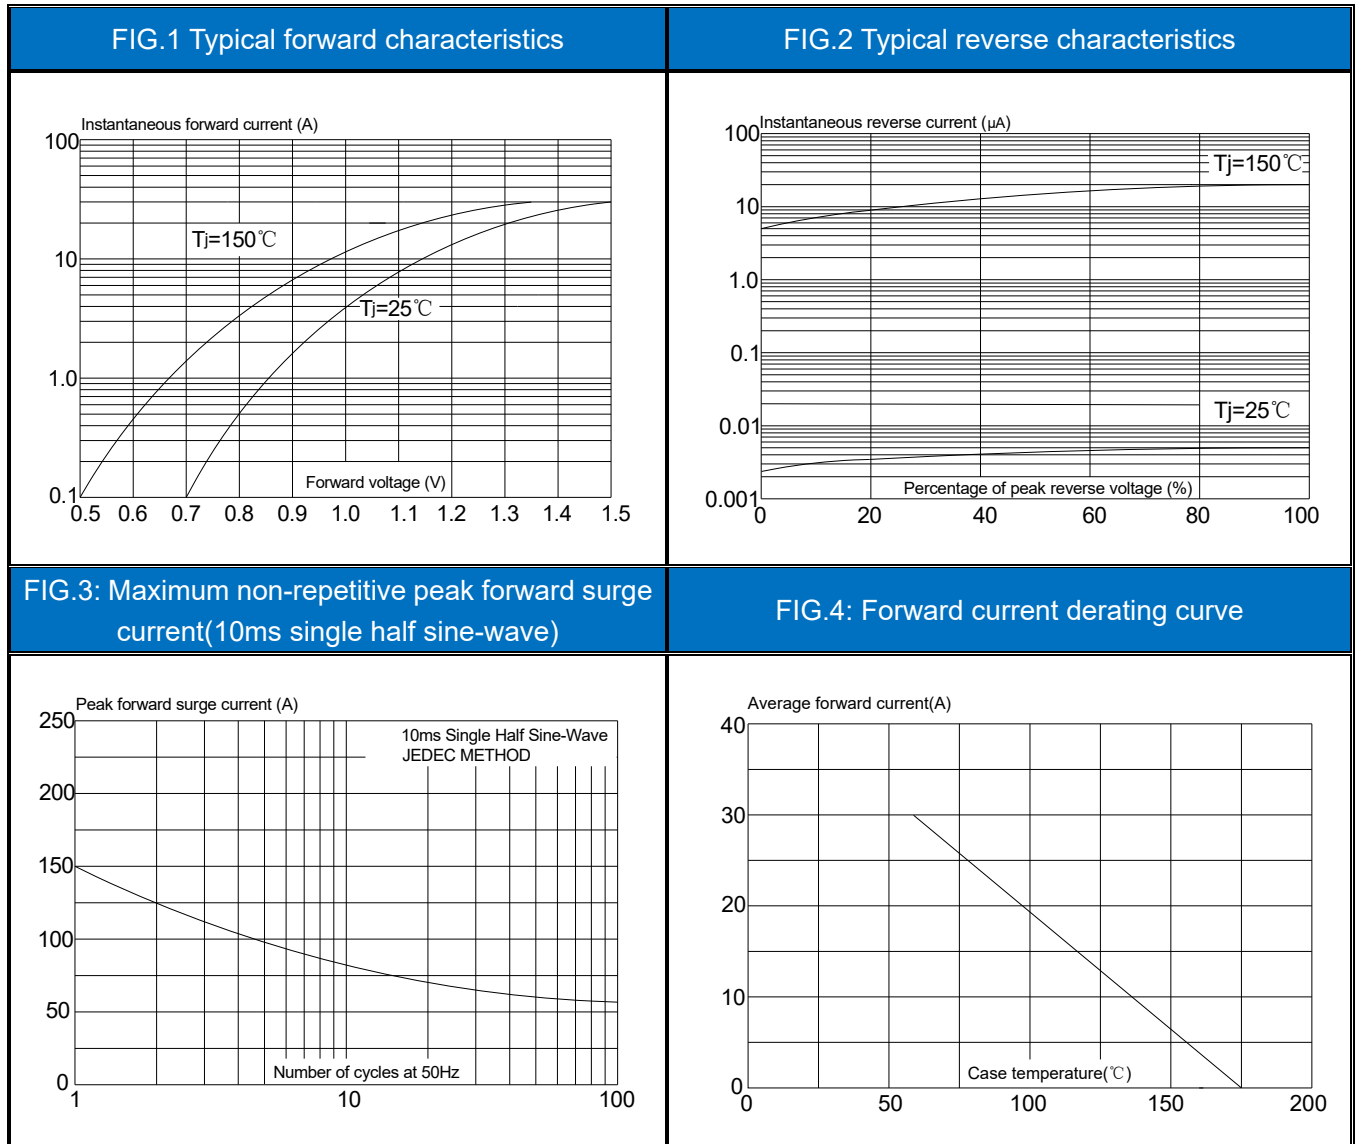 FIG.1 Typical forward characteristics
FIG.2 Typical reverse characteristics
Instantaneous forward current (A)
100
10
1.0
0.1
Tj=150℃
Tj=25℃
Forward voltage (V)
0.5 0.6 0.7 0.8 0.9 1.0 1.1 1.2 1.3 1.4 1.5
Instantaneous reverse current (μA)
100
10
1.0
0.1
0.01
0.001
Tj=150℃
Tj=25℃
Percentage of peak reverse voltage (%)
0 20 40 60 80 100
FIG.3: Maximum non-repetitive peak forward surge
current(10ms single half sine-wave)
FIG.4: Forward current derating curve
Peak forward surge current (A)
250
200
150
100
50
0
10ms Single Half Sine-Wave
JEDEC METHOD
Number of cycles at 50Hz
1 10 100
Average forward current(A)
40
30
20
10
0
Case temperature(℃)
0 50 100 150 200